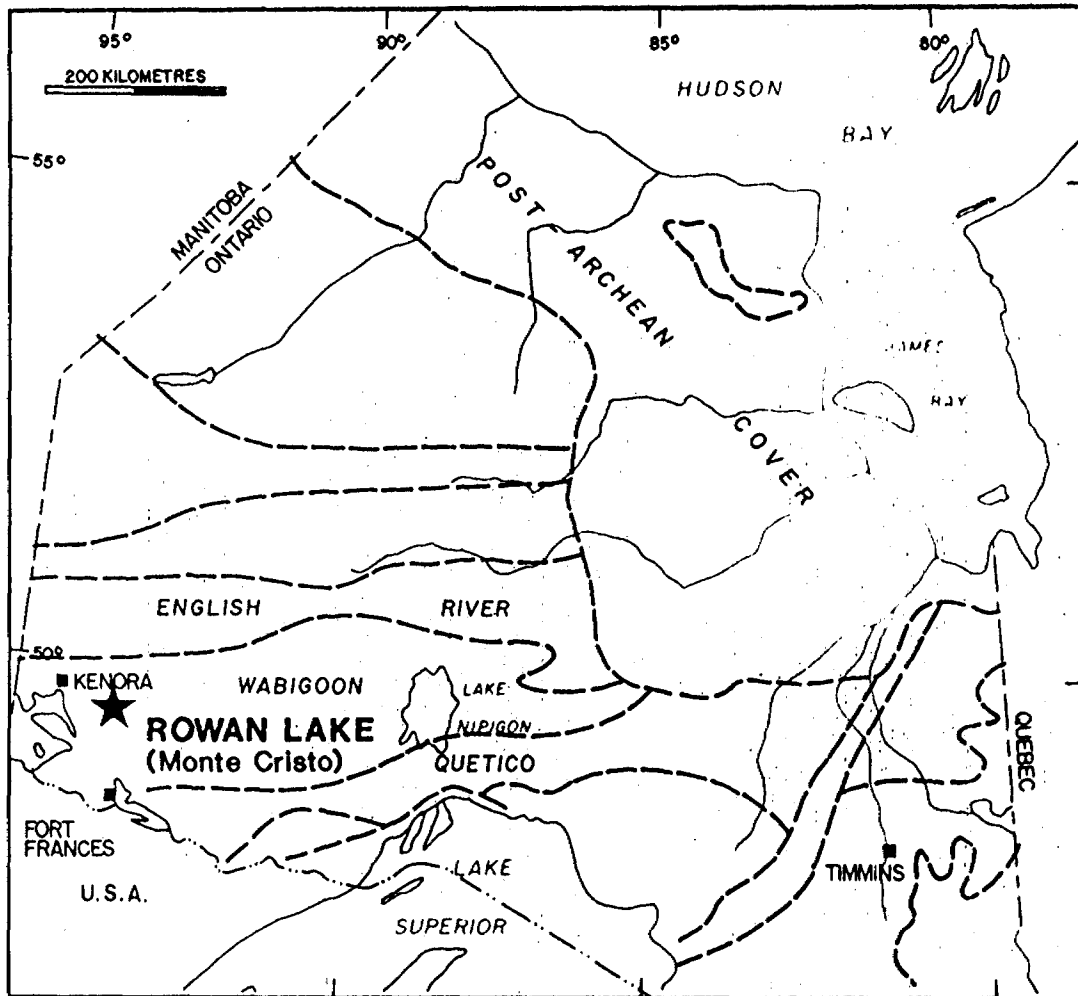 95°
90°
85°
80°
200 KILOMETRES
HUDSON
BAY
55°
MANITOBA
ONTARIO
POST ARCHEAN COVER
JAMES
BAY
ENGLISH RIVER
50°
KENORA
WABIGOON
LAKE
NIPIGON
ROWAN LAKE
(Monte Cristo)
QUETICO
QUEBEC
FORT
FRANCES
TIMMINS
U.S.A.
LAKE
SUPERIOR